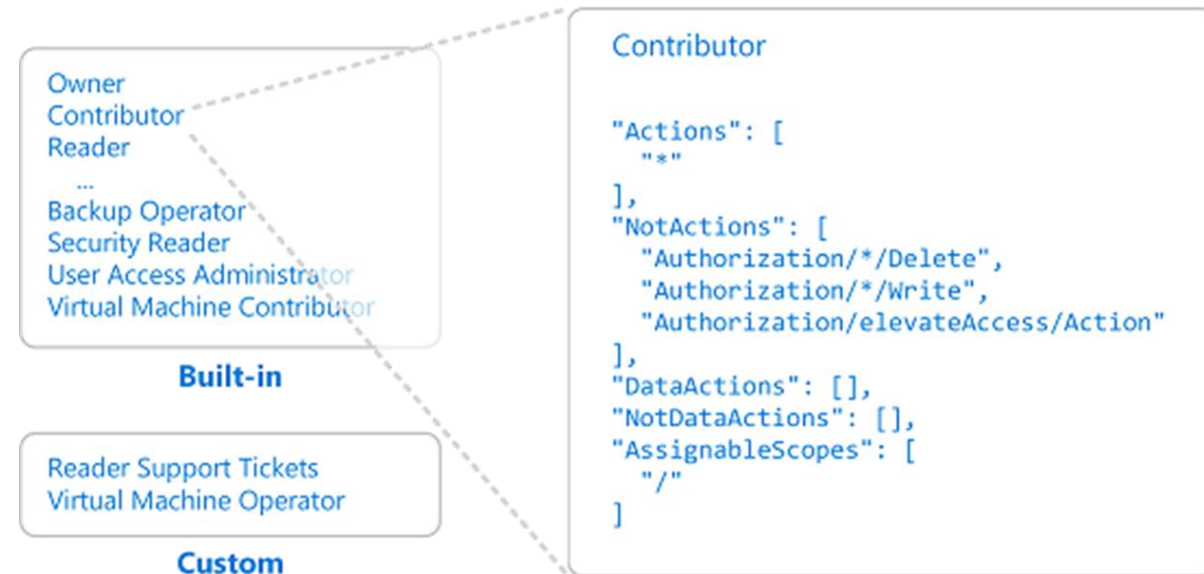 Owner
Contributor
Reader
...
Backup Operator
Security Reader
User Access Administrator
Virtual Machine Contributor
Built-in
Reader Support Tickets
Virtual Machine Operator
Custom
Contributor
"Actions": [
"*"
],
"NotActions": [
"Authorization/*/Delete",
"Authorization/*/Write",
"Authorization/elevateAccess/Action"
],
"DataActions": [],
"NotDataActions": [],
"AssignableScopes": [
"/"
]